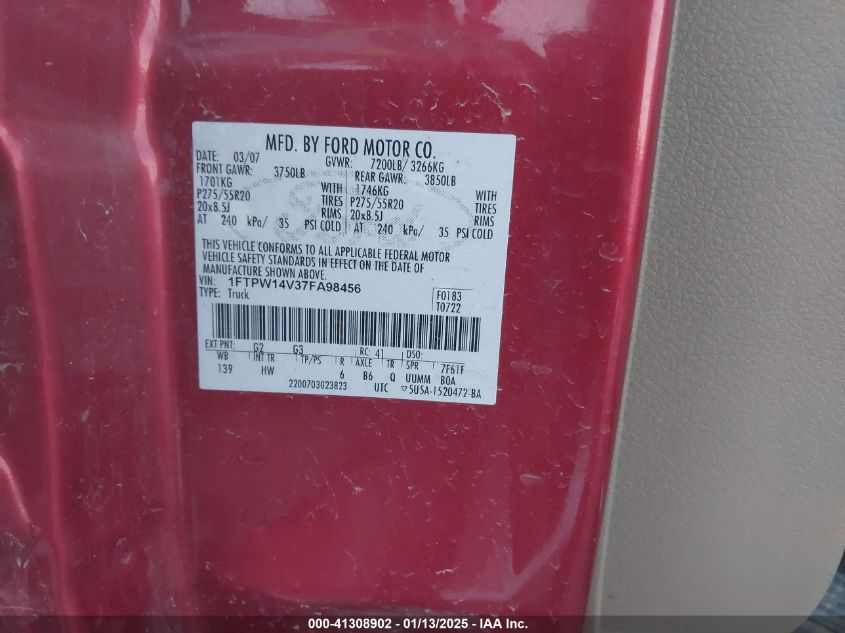 MFD. BY FORD MOTOR CO.
DATE: 03/07 GVWR: 7200LB/ 3266KG
FRONT GAWR: 3750LB REAR GAWR: 3850LB
1701KG WITH 1746KG WITH
P275/55R20 TIRES P275/55R20 TIRES
20x8.5J RIMS 20x8.5J RIMS
AT 240 kPa/ 35 PSI COLD AT 240 kPa/ 35 PSI COLD
THIS VEHICLE CONFORMS TO ALL APPLICABLE FEDERAL MOTOR
VEHICLE SAFETY STANDARDS IN EFFECT ON THE DATE OF
MANUFACTURE SHOWN ABOVE.
VIN: 1FTPW14V37FA98456 F0183
TYPE: Truck T0722
EXT PNT: G2 G3 RC: 41 DSO:
WB INT TR TP/PS R AXLE TR SPR 7F61F
139 HW 6 B6 Q UUMM BOA
2200703023823 UTC ▽5U5A-1520472-BA
000-41308902 - 01/13/2025 - IAA Inc.